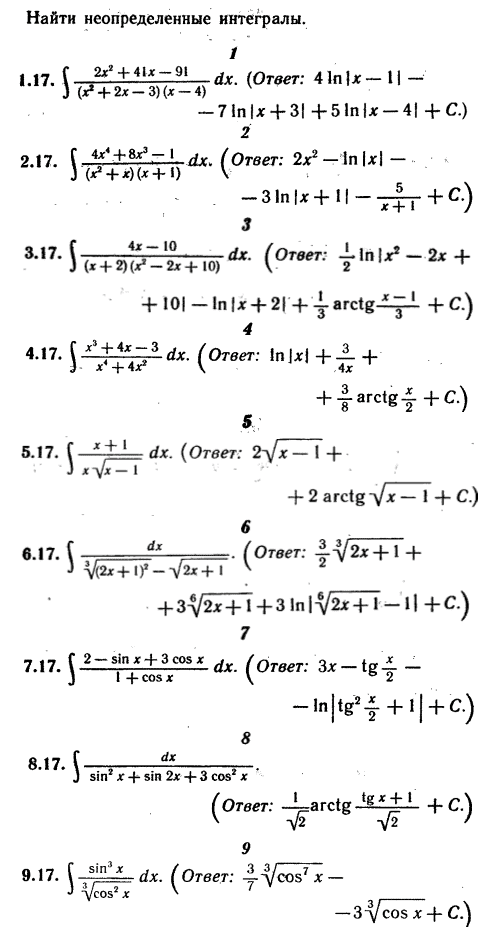 Найти неопределенные интегралы.
1
1.17. ∫ (2x² + 41x − 91)/((x² + 2x − 3)(x − 4)) dx. (Ответ: 4 ln|x − 1| −
− 7 ln|x + 3| + 5 ln|x − 4| + C.)
2
2.17. ∫ (4x⁴ + 8x³ − 1)/((x² + x)(x + 1)) dx. (Ответ: 2x² − ln|x| −
− 3 ln|x + 1| − 5/(x + 1) + C.)
3
3.17. ∫ (4x − 10)/((x + 2)(x² − 2x + 10)) dx. (Ответ: 1/2 ln|x² − 2x +
+ 10| − ln|x + 2| + 1/3 arctg (x − 1)/3 + C.)
4
4.17. ∫ (x³ + 4x − 3)/(x⁴ + 4x²) dx. (Ответ: ln|x| + 3/(4x) +
+ 3/8 arctg x/2 + C.)
5
5.17. ∫ (x + 1)/(x√(x − 1)) dx. (Ответ: 2√(x − 1) +
+ 2 arctg √(x − 1) + C.)
6
6.17. ∫ dx/(∛((2x + 1)²) − √(2x + 1)). (Ответ: 3/2 ∛(2x + 1) +
+ 3 ⁶√(2x + 1) + 3 ln|⁶√(2x + 1) − 1| + C.)
7
7.17. ∫ (2 − sin x + 3 cos x)/(1 + cos x) dx. (Ответ: 3x − tg x/2 −
− ln|tg² x/2 + 1| + C.)
8
8.17. ∫ dx/(sin² x + sin 2x + 3 cos² x).
(Ответ: 1/√2 arctg (tg x + 1)/√2 + C.)
9
9.17. ∫ sin³ x/∛(cos² x) dx. (Ответ: 3/7 ∛(cos⁷ x) −
− 3∛(cos x) + C.)